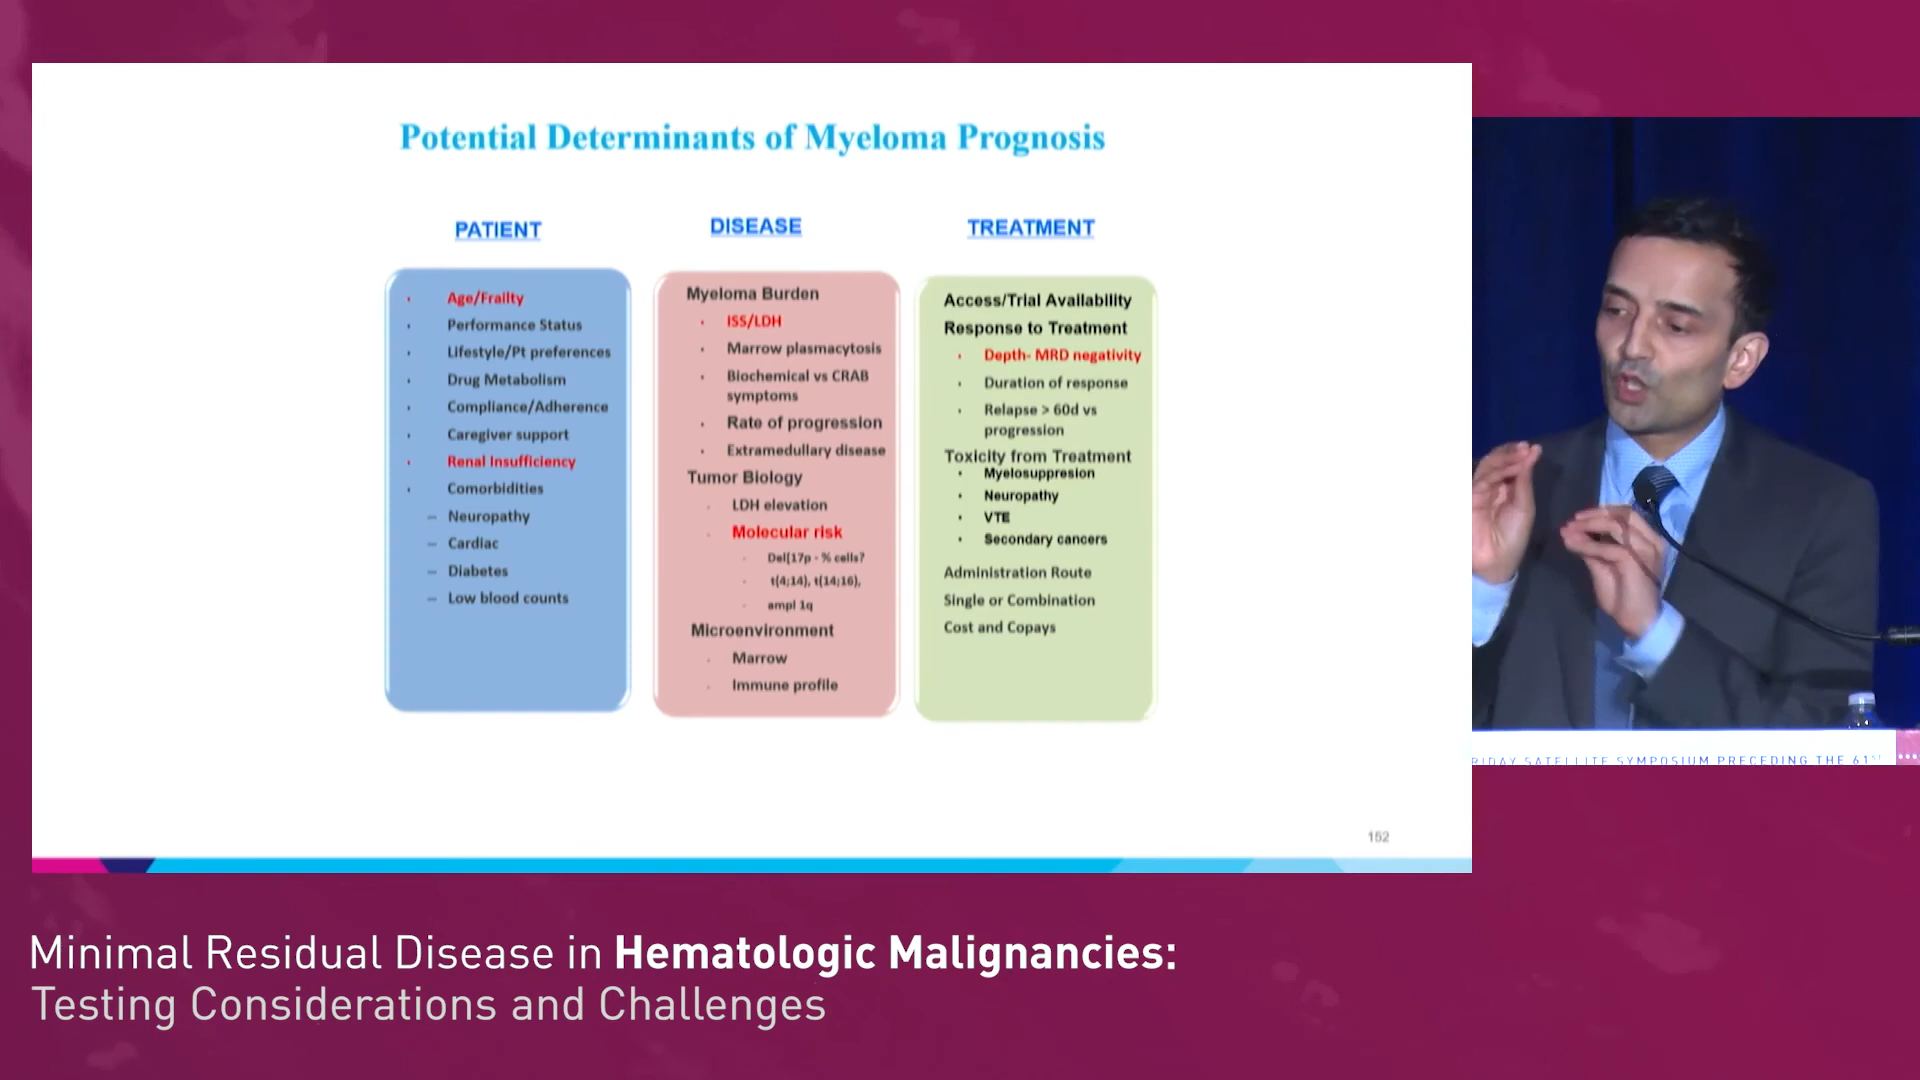 Potential Determinants of Myeloma Prognosis
PATIENT
Age/Frailty
Performance Status
Lifestyle/Pt preferences
Drug Metabolism
Compliance/Adherence
Caregiver support
Renal Insufficiency
Comorbidities
– Neuropathy
– Cardiac
– Diabetes
– Low blood counts
DISEASE
Myeloma Burden
ISS/LDH
Marrow plasmacytosis
Biochemical vs CRAB
symptoms
Rate of progression
Extramedullary disease
Tumor Biology
LDH elevation
Molecular risk
Del[17p - % cells?
t(4;14), t(14;16),
ampl 1q
Microenvironment
Marrow
Immune profile
TREATMENT
Access/Trial Availability
Response to Treatment
Depth- MRD negativity
Duration of response
Relapse > 60d vs
progression
Toxicity from Treatment
Myelosuppresion
Neuropathy
VTE
Secondary cancers
Administration Route
Single or Combination
Cost and Copays
152
RIDAY SATELLITE SYMPOSIUM PRECEDING THE 61ST
Minimal Residual Disease in Hematologic Malignancies:
Testing Considerations and Challenges